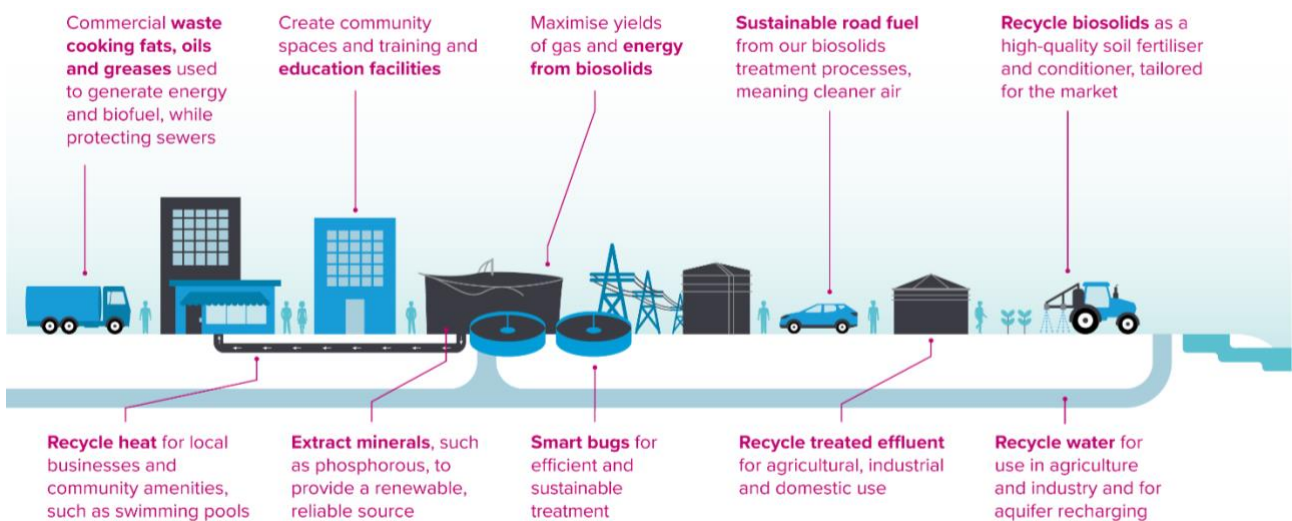 Commercial waste
cooking fats, oils
and greases used
to generate energy
and biofuel, while
protecting sewers
Create community
spaces and training and
education facilities
Maximise yields
of gas and energy
from biosolids
Sustainable road fuel
from our biosolids
treatment processes,
meaning cleaner air
Recycle biosolids as a
high-quality soil fertiliser
and conditioner, tailored
for the market
Recycle heat for local
businesses and
community amenities,
such as swimming pools
Extract minerals, such
as phosphorous, to
provide a renewable,
reliable source
Smart bugs for
efficient and
sustainable
treatment
Recycle treated effluent
for agricultural, industrial
and domestic use
Recycle water for
use in agriculture
and industry and for
aquifer recharging